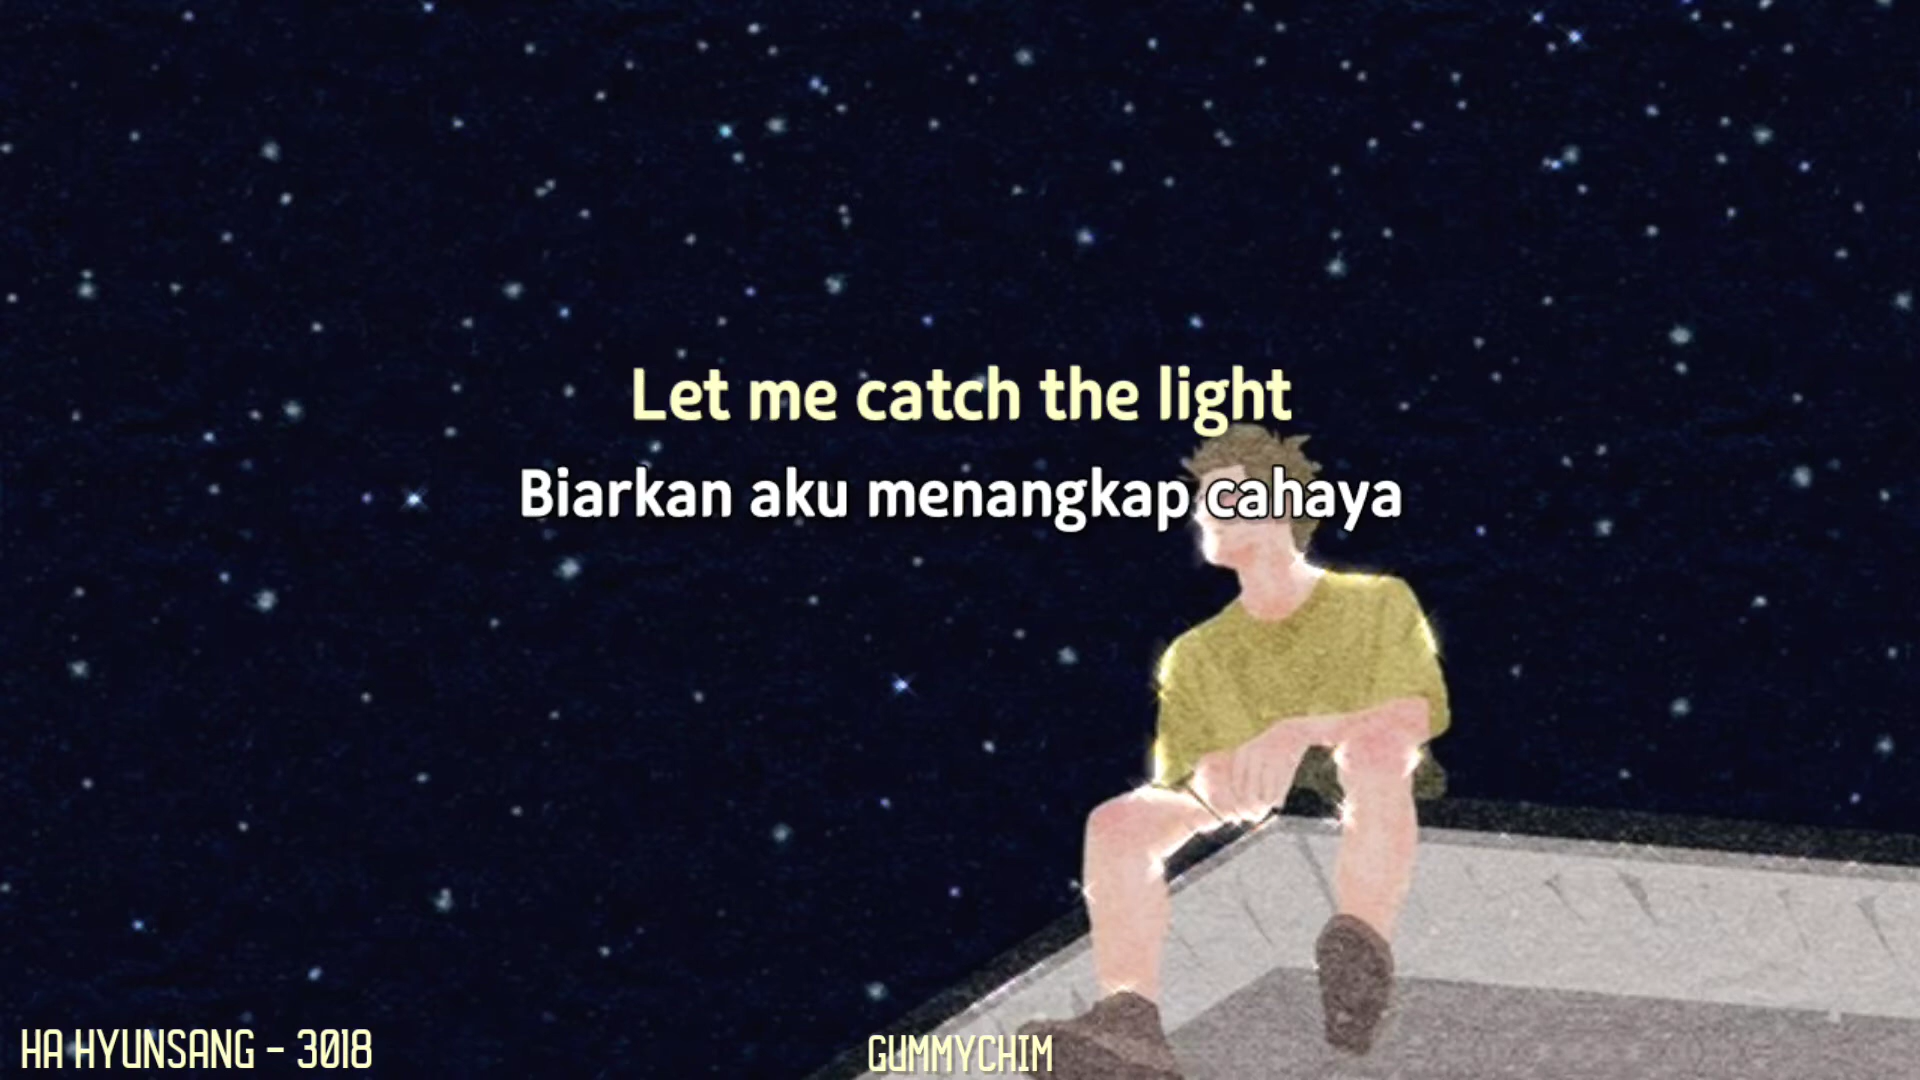 Let me catch the light
Biarkan aku menangkap cahaya
HA HYUNSANG - 3018
GUMMYCHIM